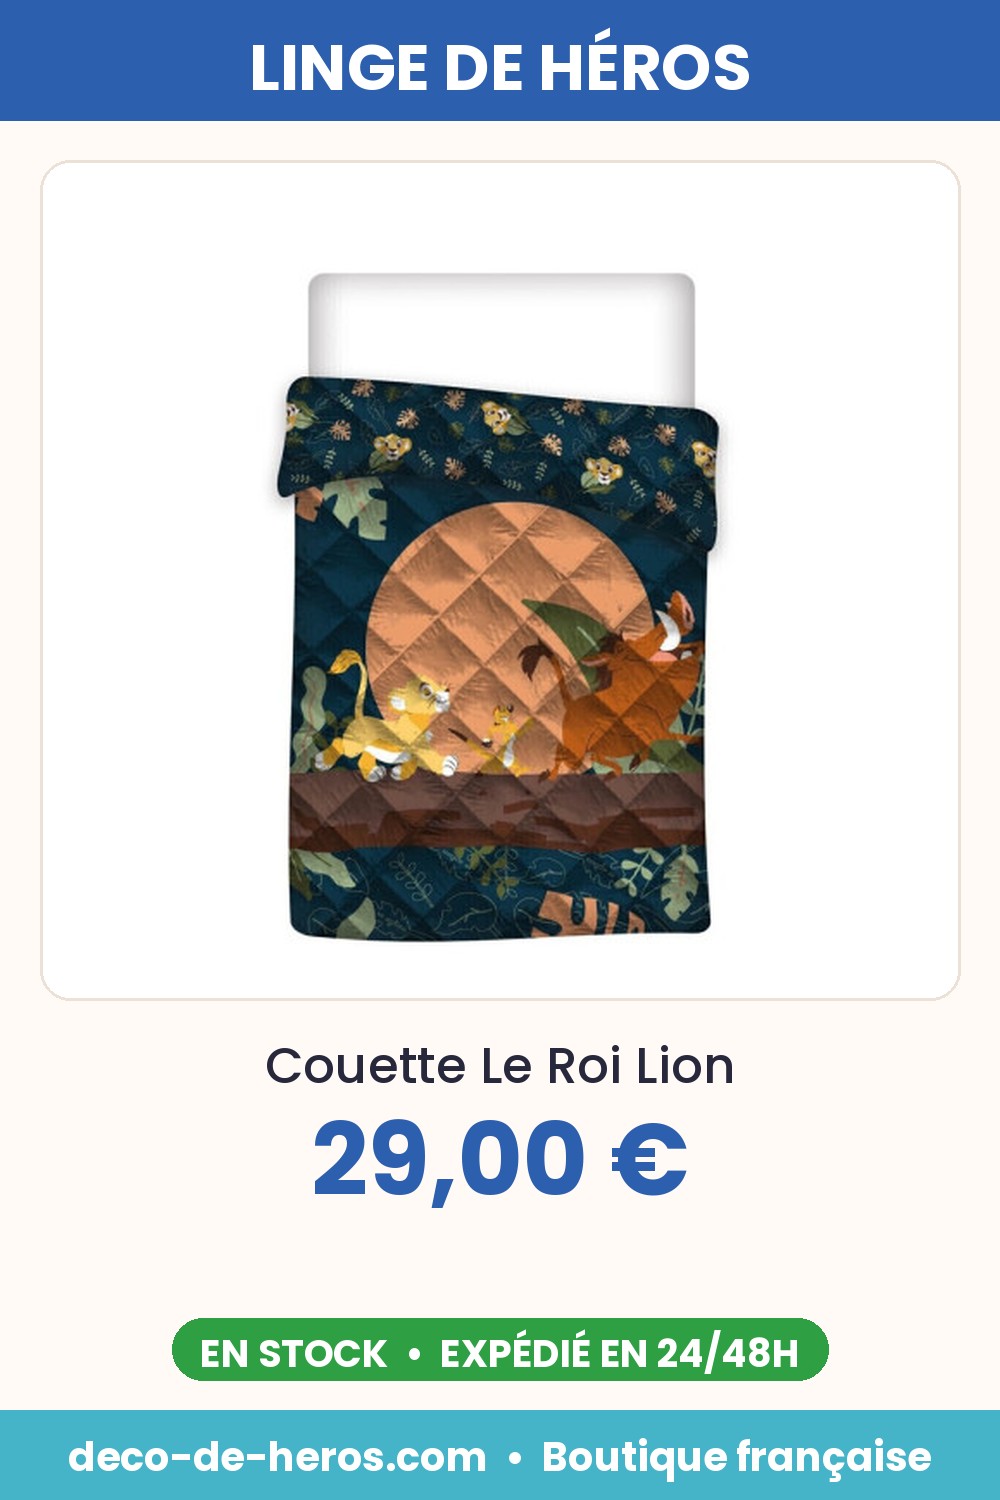 LINGE DE HÉROS
Couette Le Roi Lion
29,00 €
EN STOCK • EXPÉDIÉ EN 24/48H
deco-de-heros.com • Boutique française